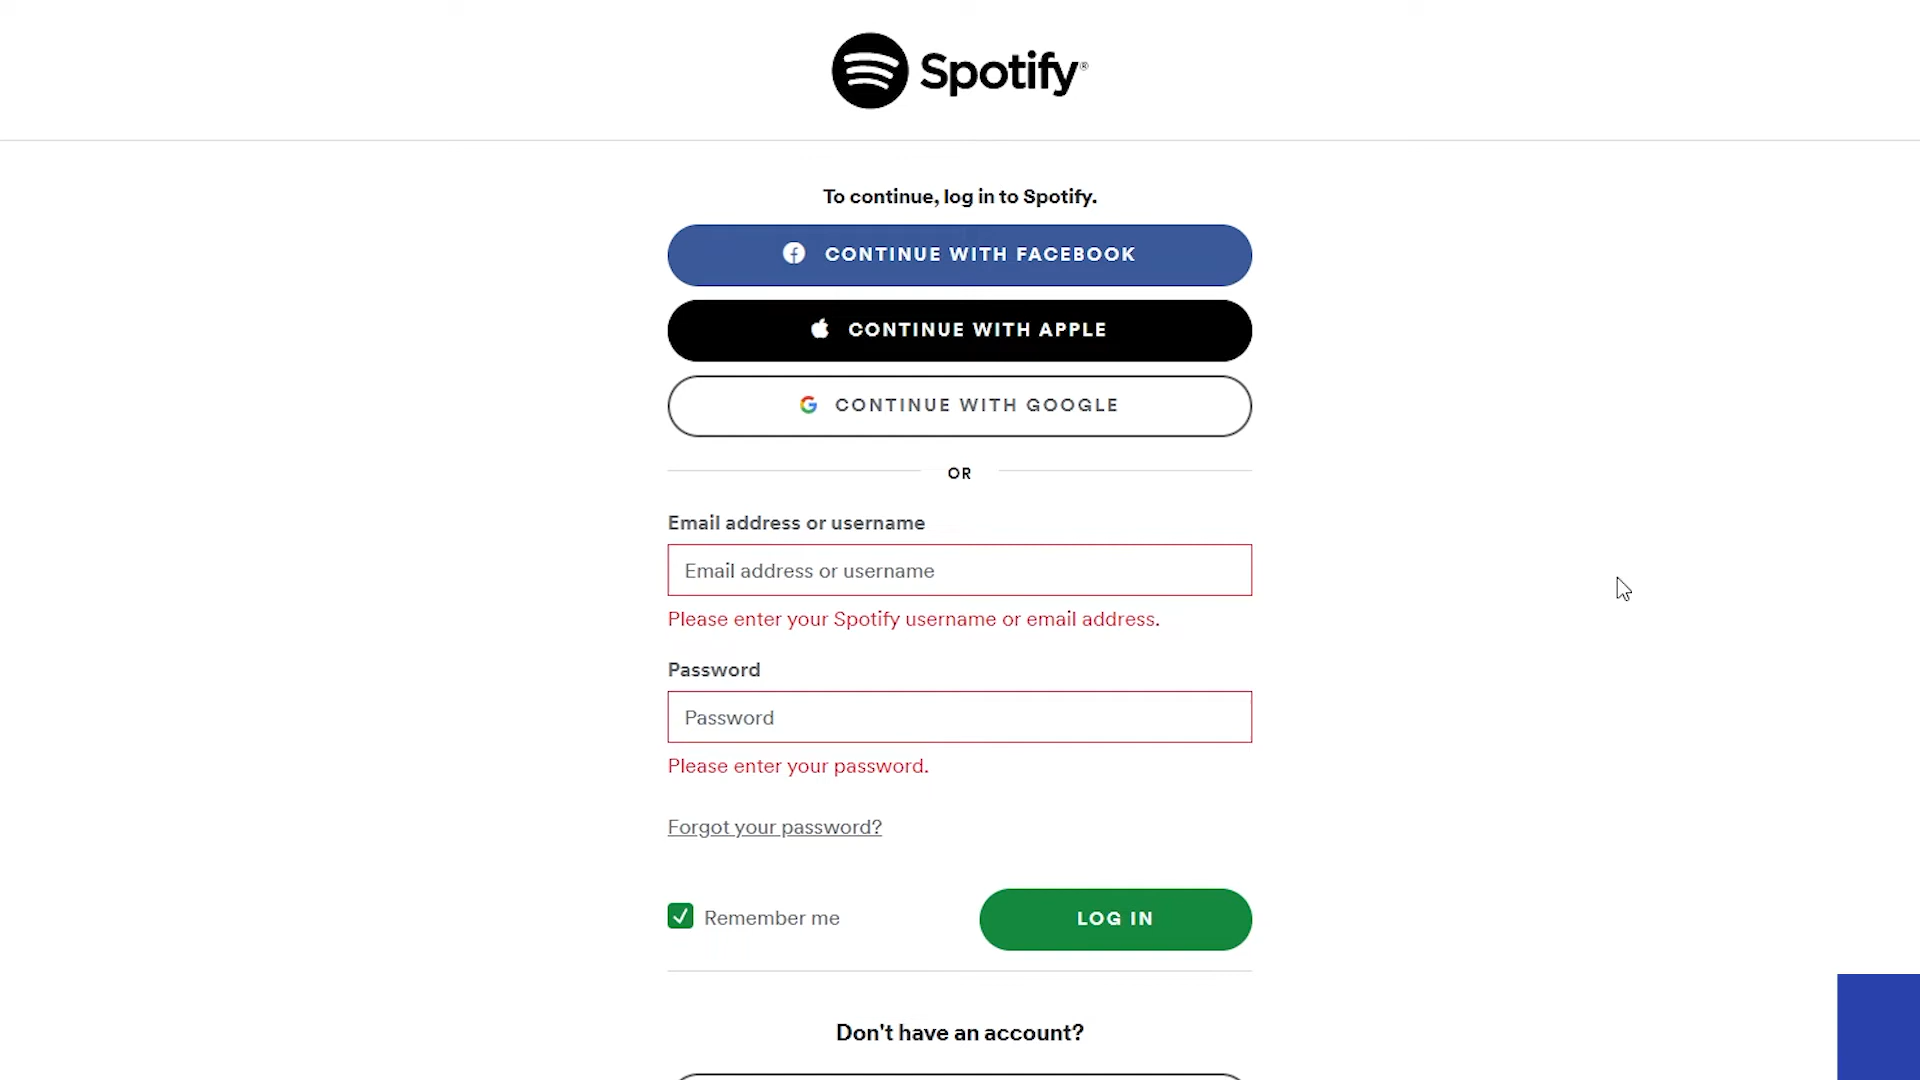 Spotify®
To continue, log in to Spotify.
CONTINUE WITH FACEBOOK
CONTINUE WITH APPLE
CONTINUE WITH GOOGLE
OR
Email address or username
Email address or username
Please enter your Spotify username or email address.
Password
Password
Please enter your password.
Forgot your password?
Remember me
LOG IN
Don't have an account?